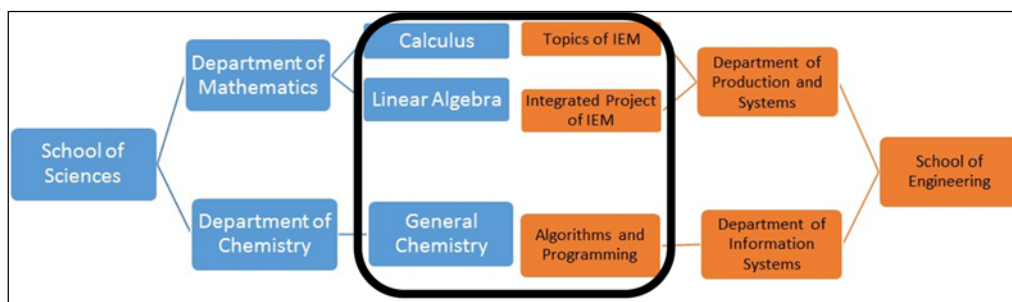 School of
Sciences
Department of
Mathematics
Department of
Chemistry
Calculus
Linear Algebra
General
Chemistry
Topics of IEM
Integrated Project
of IEM
Algorithms and
Programming
Department of
Production and
Systems
Department of
Information
Systems
School of
Engineering